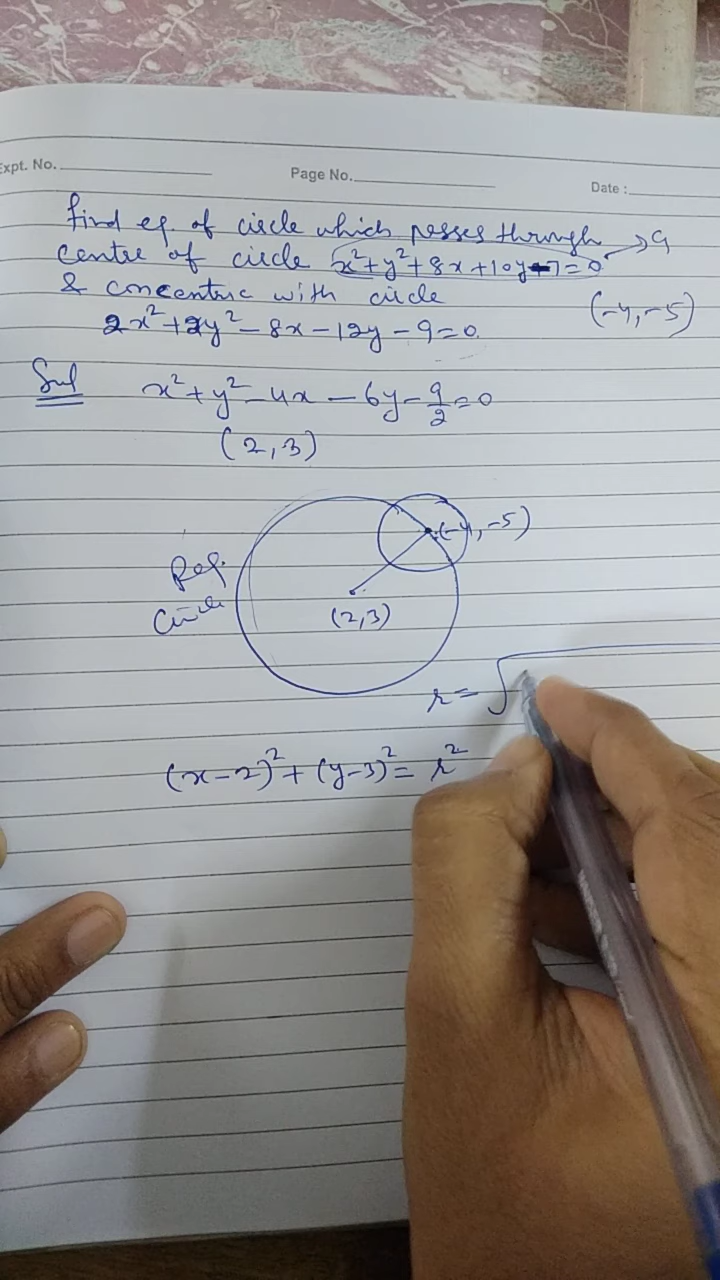 Expt. No.
Page No.
Date :
find eq. of circle which passes through
centre of circle x²+y²+8x+10y-7=0
(-4,-5)
& concentric with circle
2x²+2y²-8x-12y-9=0
Sol x²+y²-4x-6y-9/2=0
(2,3)
(-4,-5)
Req.
Circle
(2,3)
r=√
(x-2)²+(y-3)²=r²